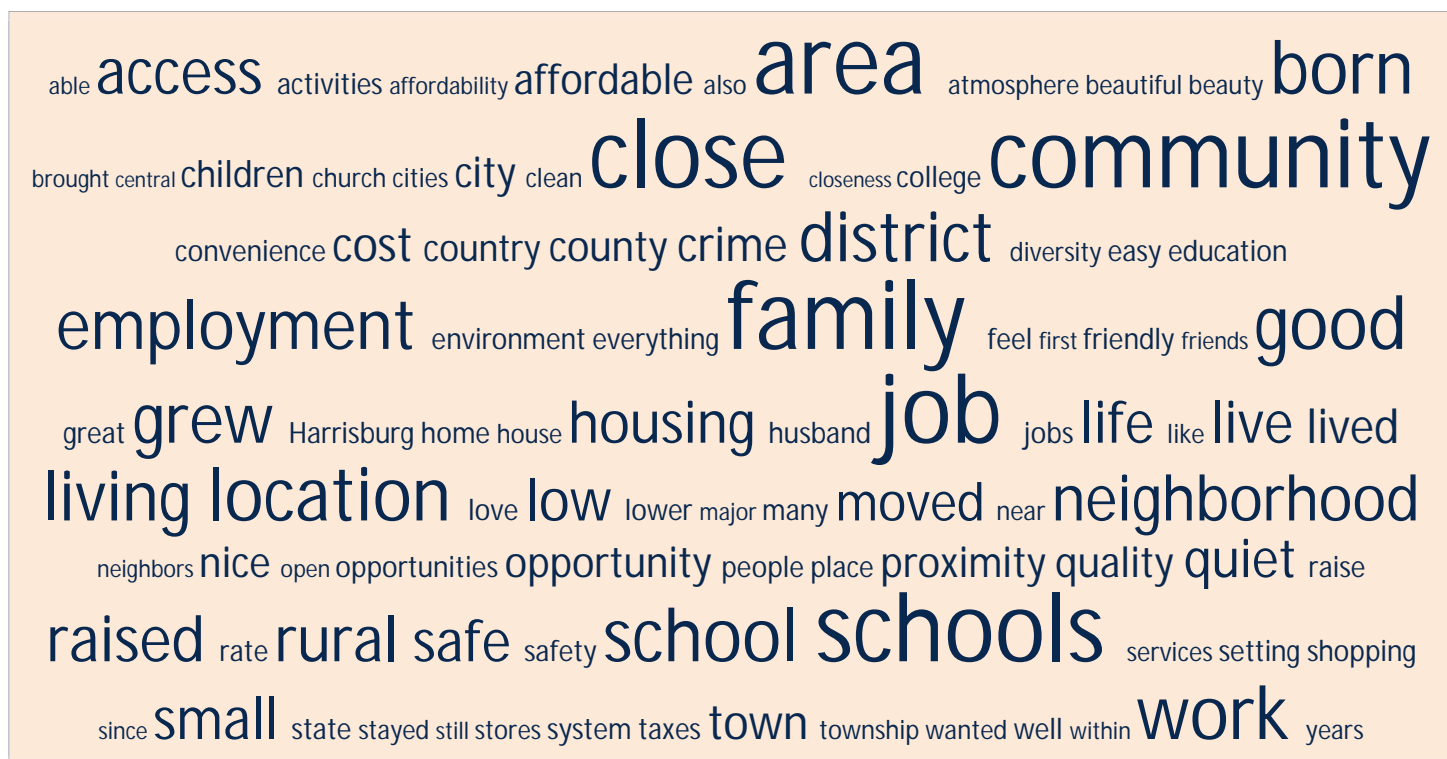 able access activities affordability affordable also area atmosphere beautiful beauty born
brought central children church cities city clean close closeness college community
convenience cost country county crime district diversity easy education
employment environment everything family feel first friendly friends good
great grew Harrisburg home house housing husband job jobs life like live lived
living location love low lower major many moved near neighborhood
neighbors nice open opportunities opportunity people place proximity quality quiet raise
raised rate rural safe safety school schools services setting shopping
since small state stayed still stores system taxes town township wanted well within work years